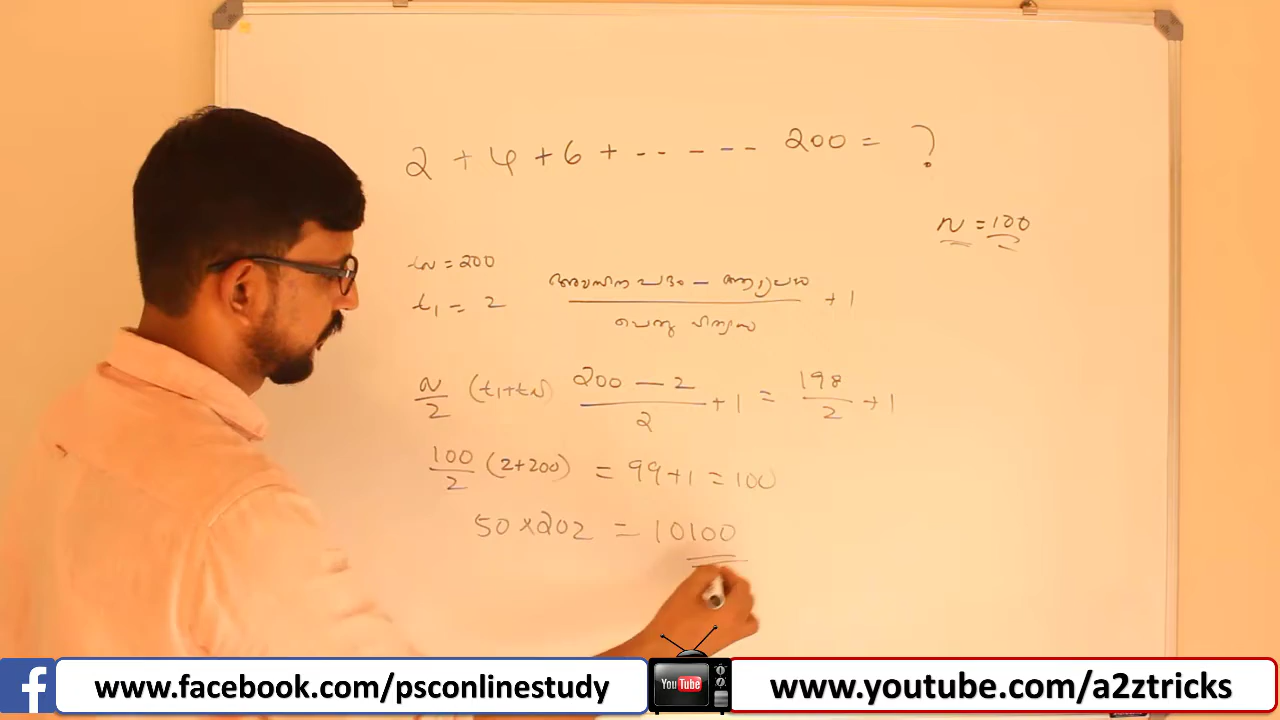 2 + 4 + 6 + - - - - - - 200 = ?
n = 100
tn = 200
t1 = 2
അവസാന പദം - ആദ്യപദം + 1
n/2 (t1+tn) 200 - 2 / 2 + 1 = 198/2 + 1
100/2 (2+200) = 99+1 = 100
50 × 202 = 10100
f www.facebook.com/psconlinestudy YouTube www.youtube.com/a2ztricks